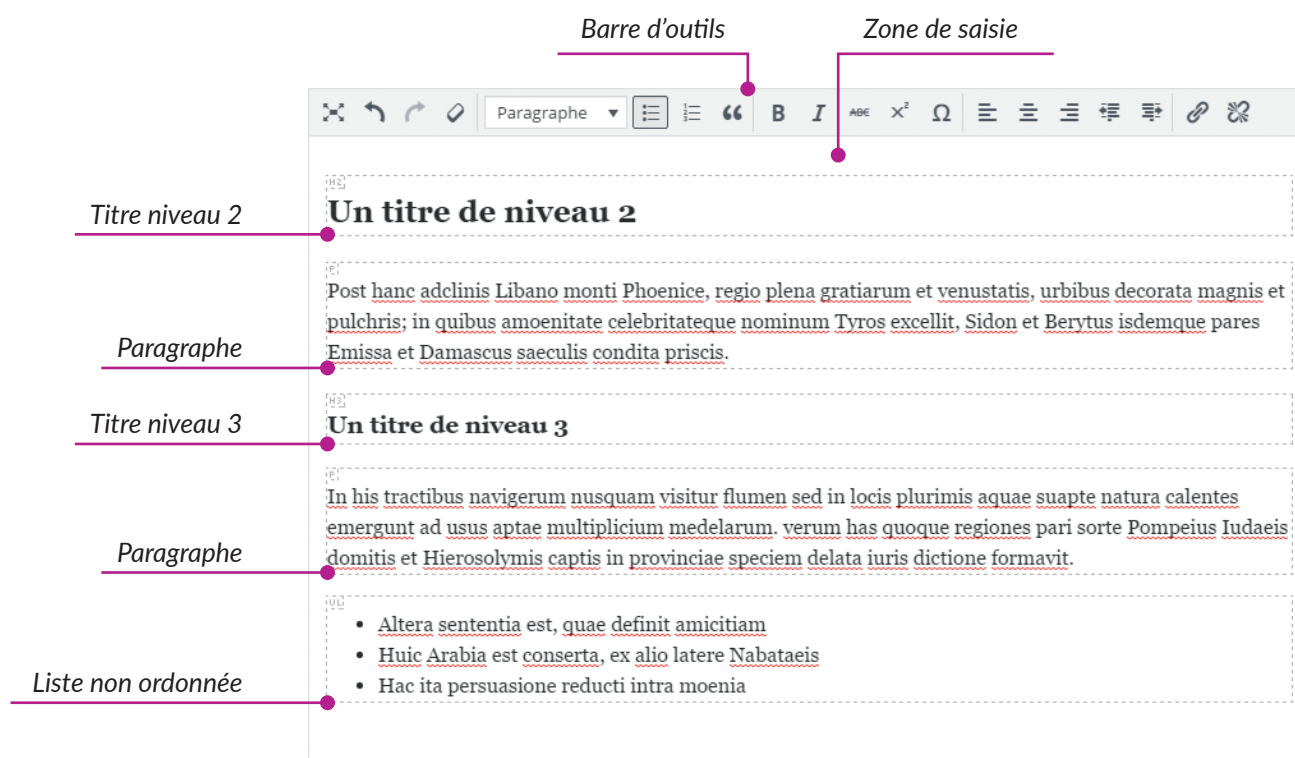 Barre d’outils Zone de saisie
Paragraphe B I ABC X² Ω
Titre niveau 2
H2
Un titre de niveau 2
P
Post hanc adclinis Libano monti Phoenice, regio plena gratiarum et venustatis, urbibus decorata magnis et
pulchris; in quibus amoenitate celebritateque nominum Tyros excellit, Sidon et Berytus isdemque pares
Paragraphe
Emissa et Damascus saeculis condita priscis.
H3
Titre niveau 3
Un titre de niveau 3
P
In his tractibus navigerum nusquam visitur flumen sed in locis plurimis aquae suapte natura calentes
emergunt ad usus aptae multiplicium medelarum. verum has quoque regiones pari sorte Pompeius Iudaeis
Paragraphe
domitis et Hierosolymis captis in provinciae speciem delata iuris dictione formavit.
UL
• Altera sententia est, quae definit amicitiam
• Huic Arabia est conserta, ex alio latere Nabataeis
Liste non ordonnée
• Hac ita persuasione reducti intra moenia